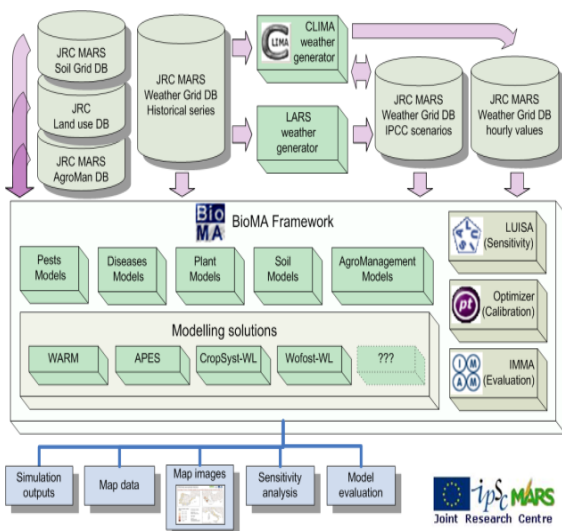 JRC MARS
Soil Grid DB
JRC
Land use DB
JRC MARS
AgroMan DB
JRC MARS
Weather Grid DB
Historical series
CLIMA
CLIMA
weather
generator
LARS
weather
generator
JRC MARS
Weather Grid DB
IPCC scenarios
JRC MARS
Weather Grid DB
hourly values
Bio
MA
BioMA Framework
Pests
Models
Diseases
Models
Plant
Models
Soil
Models
AgroManagement
Models
Modelling solutions
WARM
APES
CropSyst-WL
Wofost-WL
???
LUISA
(Sensitivity)
pt
Optimizer
(Calibration)
I M
A M
IMMA
(Evaluation)
Simulation
outputs
Map data
Map images
Sensitivity
analysis
Model
evaluation
ipSc MARS
Joint Research Centre